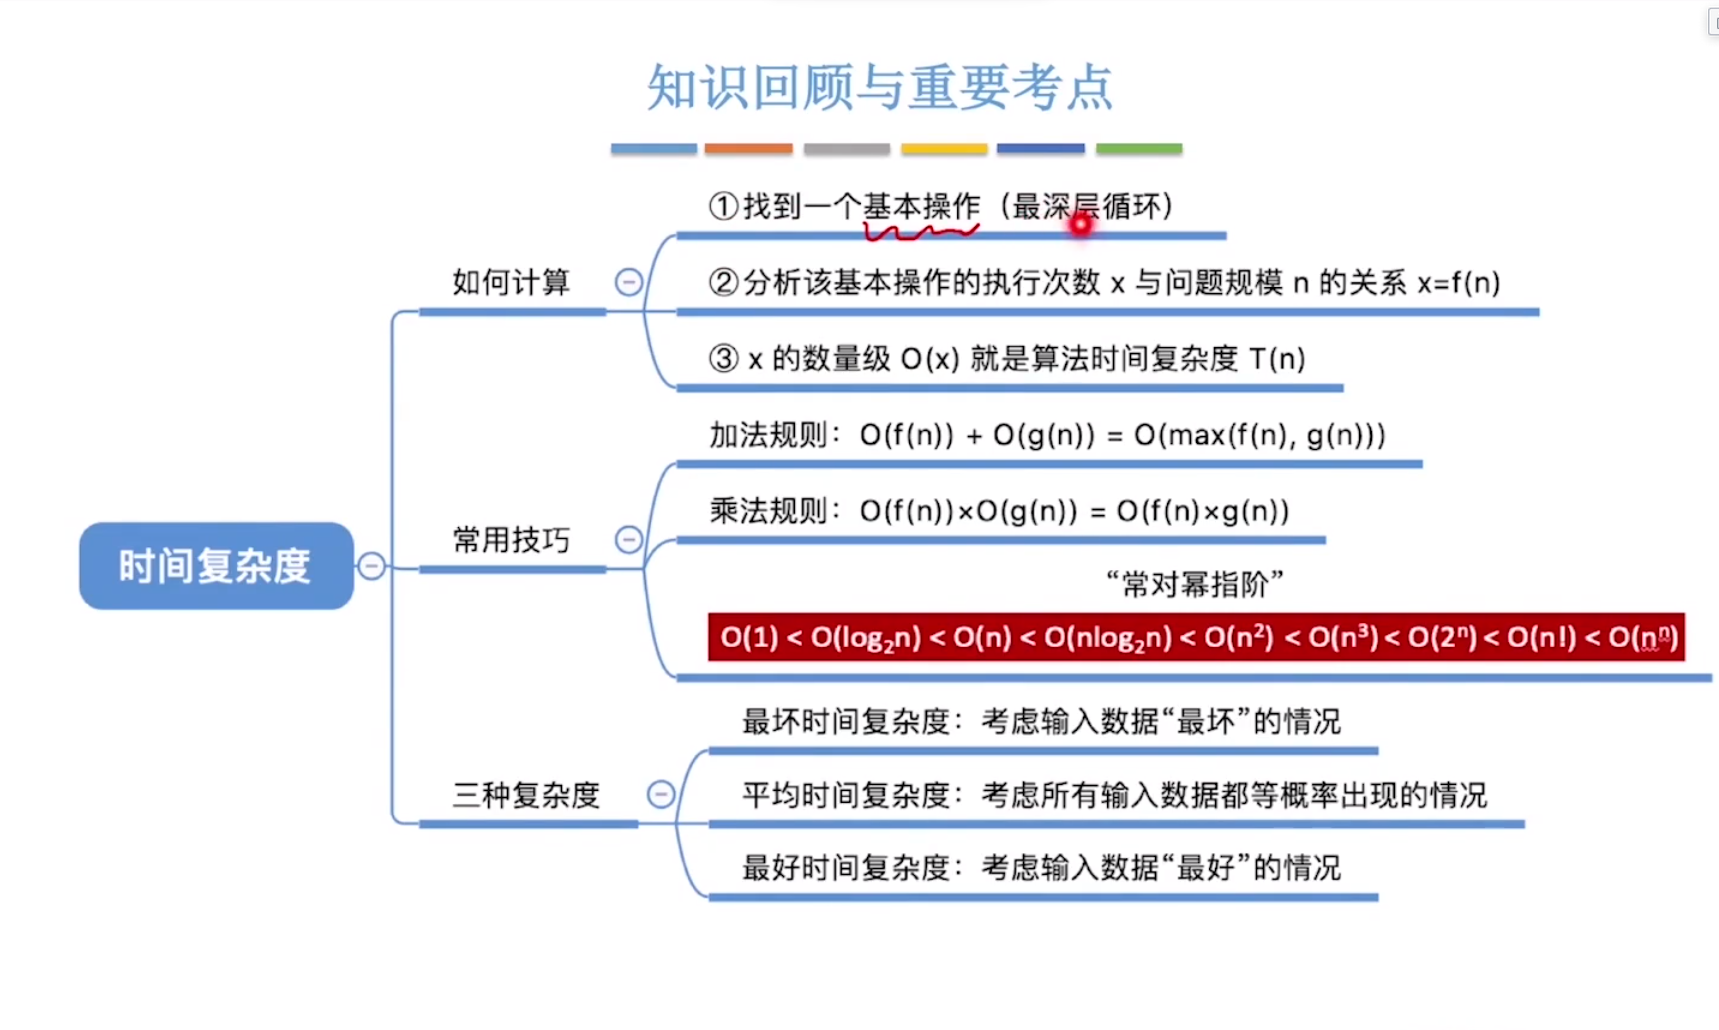 知识回顾与重要考点
①找到一个基本操作（最深层循环）
如何计算
②分析该基本操作的执行次数 x 与问题规模 n 的关系 x=f(n)
③ x 的数量级 O(x) 就是算法时间复杂度 T(n)
加法规则：O(f(n)) + O(g(n)) = O(max(f(n), g(n)))
乘法规则：O(f(n))×O(g(n)) = O(f(n)×g(n))
常用技巧
时间复杂度
“常对幂指阶”
O(1) < O(log₂n) < O(n) < O(nlog₂n) < O(n²) < O(n³) < O(2ⁿ) < O(n!) < O(nⁿ)
最坏时间复杂度：考虑输入数据“最坏”的情况
三种复杂度
平均时间复杂度：考虑所有输入数据都等概率出现的情况
最好时间复杂度：考虑输入数据“最好”的情况